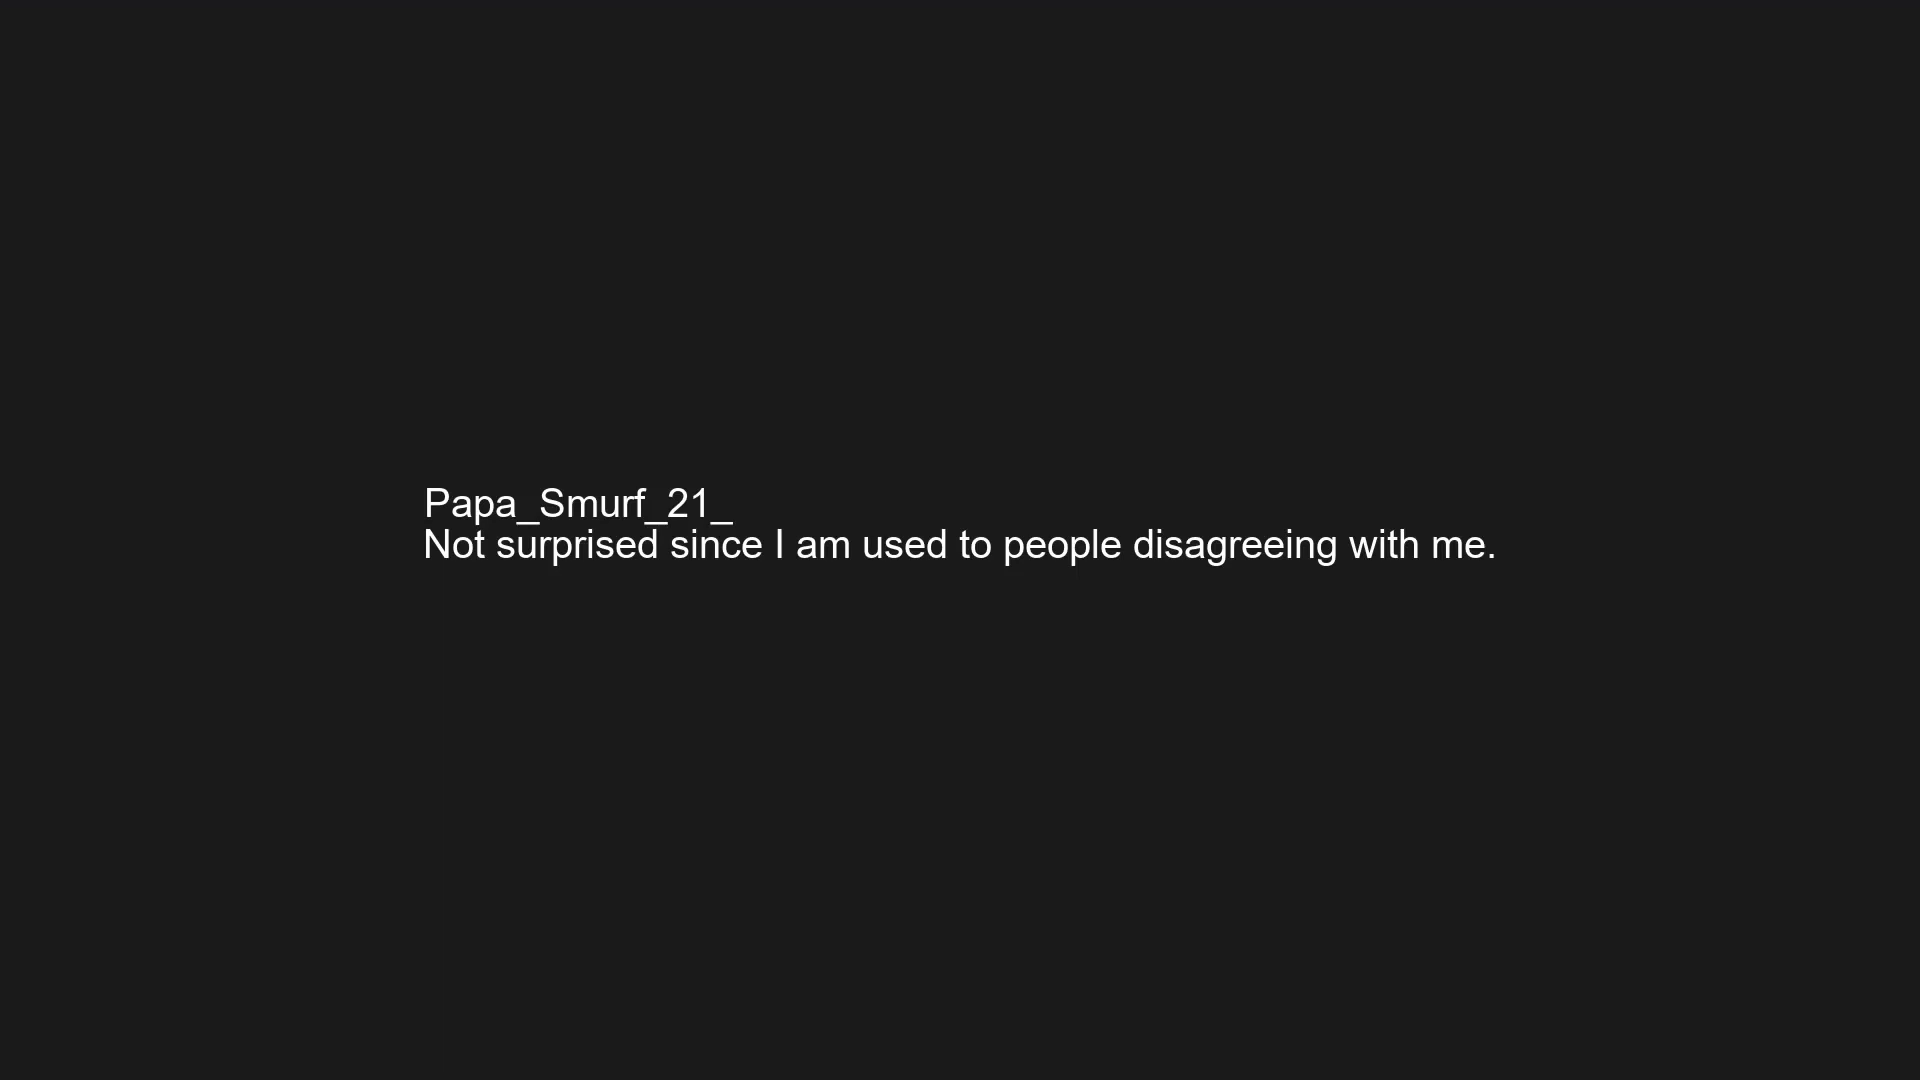 Papa_Smurf_21_
Not surprised since I am used to people disagreeing with me.